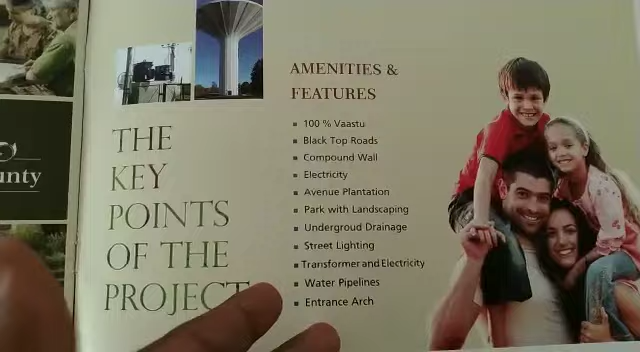 unty
THE
KEY
POINTS
OF THE
PROJECT
AMENITIES &
FEATURES
100 % Vaastu
Black Top Roads
Compound Wall
Electricity
Avenue Plantation
Park with Landscaping
Undergroud Drainage
Street Lighting
Transformer and Electricity
Water Pipelines
Entrance Arch